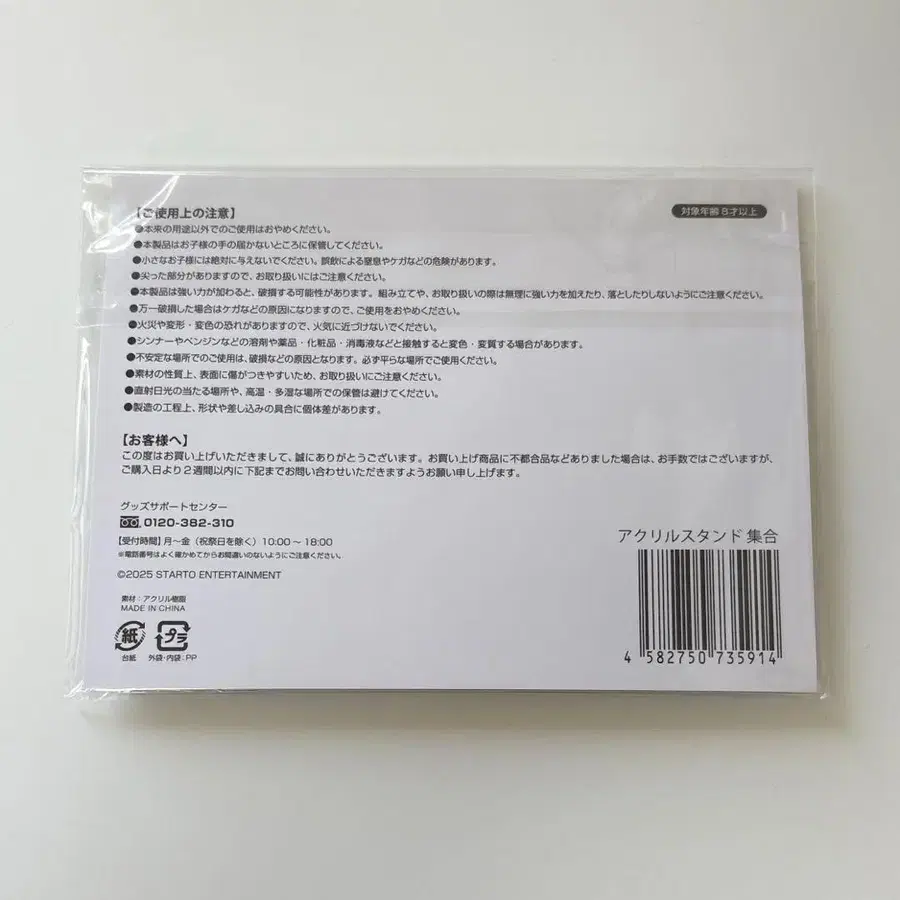 【ご使用上の注意】
対象年齢 8才以上
●本来の用途以外でのご使用はおやめください。
●本製品はお子様の手の届かないところに保管してください。
●小さなお子様には絶対に与えないでください。誤飲による窒息やケガなどの危険があります。
●尖った部分がありますので、お取り扱いにはご注意ください。
●本製品は強い力が加わると、破損する可能性があります。組み立てや、お取り扱いの際は無理に強い力を加えたり、落としたりしないようにご注意ください。
●万一破損した場合はケガなどの原因になりますので、ご使用をおやめください。
●火災や変形・変色の恐れがありますので、火気に近づけないでください。
●シンナーやベンジンなどの溶剤や薬品・化粧品・消毒液などと接触すると変色・変質する場合があります。
●不安定な場所でのご使用は、破損などの原因となります。必ず平らな場所でご使用ください。
●素材の性質上、表面に傷がつきやすいため、お取り扱いにご注意ください。
●直射日光の当たる場所や、高温・多湿な場所での保管は避けてください。
●製造の工程上、形状や差し込みの具合に個体差があります。
【お客様へ】
この度はお買い上げいただきまして、誠にありがとうございます。お買い上げ商品に不都合品などありました場合は、お手数ではございますが、
ご購入日より2週間以内に下記までお問い合わせいただきますようお願い申し上げます。
グッズサポートセンター
0120-382-310
【受付時間】月～金（祝祭日を除く）10:00～18:00
※電話番号はよく確かめてからお間違いのないようにご注意ください。
©2025 STARTO ENTERTAINMENT
素材：アクリル樹脂
MADE IN CHINA
紙
プラ
台紙
外袋・内袋：PP
アクリルスタンド 集合
4 582750 735914